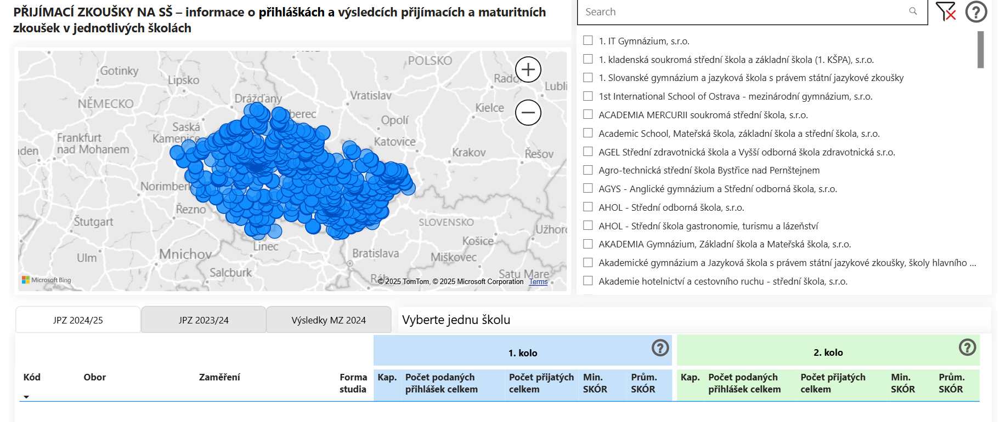 PŘIJÍMACÍ ZKOUŠKY NA SŠ – informace o přihláškách a výsledcích přijímacích a maturitních
zkoušek v jednotlivých školách
Search
1. IT Gymnázium, s.r.o.
1. kladenská soukromá střední škola a základní škola (1. KŠPA), s.r.o.
1. Slovanské gymnázium a jazyková škola s právem státní jazykové zkoušky
1st International School of Ostrava - mezinárodní gymnázium, s.r.o.
ACADEMIA MERCURII soukromá střední škola, s.r.o.
Academic School, Mateřská škola, základní škola a střední škola, s.r.o.
AGEL Střední zdravotnická škola a Vyšší odborná škola zdravotnická s.r.o.
Agro-technická střední škola Bystřice nad Pernštejnem
AGYS - Anglické gymnázium a Střední odborná škola, s.r.o.
AHOL - Střední odborná škola, s.r.o.
AHOL - Střední škola gastronomie, turismu a lázeňství
AKADEMIA Gymnázium, Základní škola a Mateřská škola, s.r.o.
Akademické gymnázium a Jazyková škola s právem státní jazykové zkoušky, školy hlavního ...
Akademie hotelnictví a cestovního ruchu - střední škola, s.r.o.
POLSKO
Gotinky
Lipsko
Rado
Lubli
Drážďany
Vratislav
NĚMECKO
Kielce
berec
Opolí
Saská
Kamenice
Frankfurt
nad Mohanem
Katovice
Krakov
Řešov
den
Norimber
Řezno
Štutgart
SLOVENSKO
Užhor
Košice
Linec
Ulm
Mnichov
Bratislava
Miškovec
Salcburk
Satu Mare
Ráb
Microsoft Bing
© 2025 TomTom, © 2025 Microsoft Corporation Terms
JPZ 2024/25
JPZ 2023/24
Výsledky MZ 2024
Vyberte jednu školu
1. kolo
2. kolo
Kód
Obor
Zaměření
Forma
studia
Kap.
Počet podaných
přihlášek celkem
Počet přijatých
celkem
Min.
SKÓR
Prům.
SKÓR
Kap.
Počet podaných
přihlášek celkem
Počet přijatých
celkem
Min.
SKÓR
Prům.
SKÓR